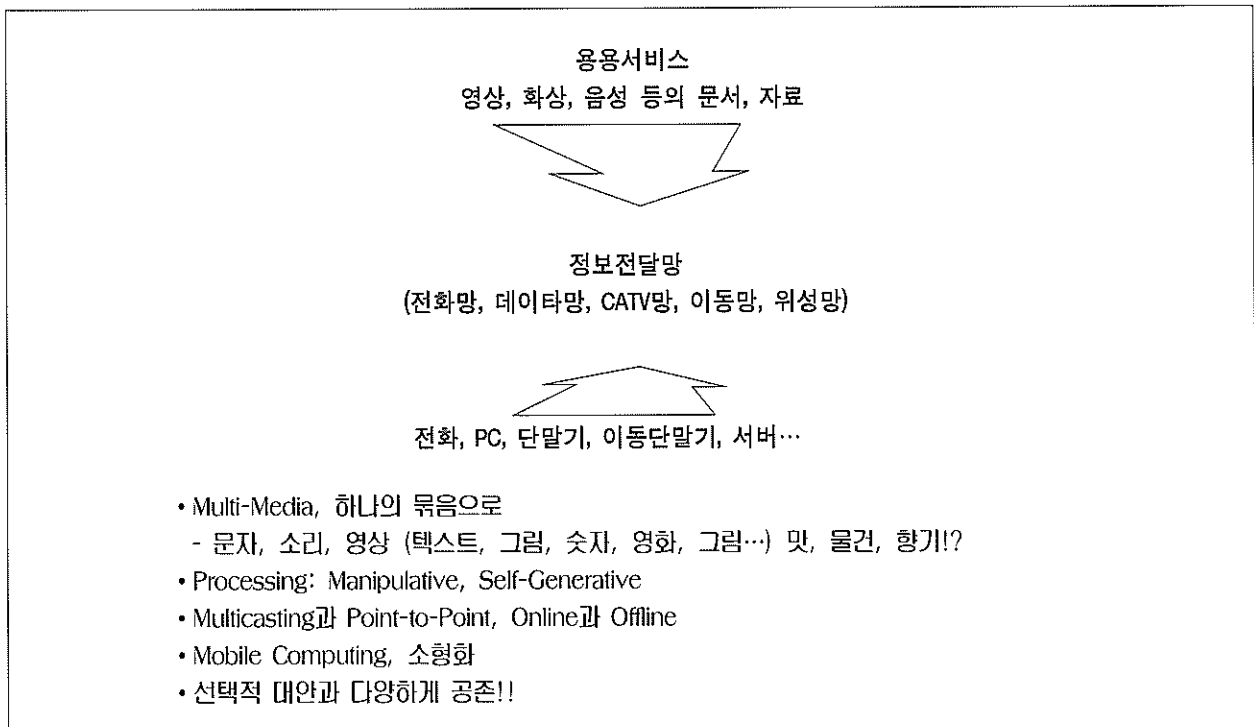 용용서비스
영상, 화상, 음성 등의 문서, 자료
정보전달망
(전화망, 데이타망, CATV망, 이동망, 위성망)
전화, PC, 단말기, 이동단말기, 서버…
• Multi-Media, 하나의 묶음으로
- 문자, 소리, 영상 (텍스트, 그림, 숫자, 영화, 그림…) 맛, 물건, 향기!?
• Processing: Manipulative, Self-Generative
• Multicasting과 Point-to-Point, Online과 Offline
• Mobile Computing, 소형화
• 선택적 대안과 다양하게 공존!!